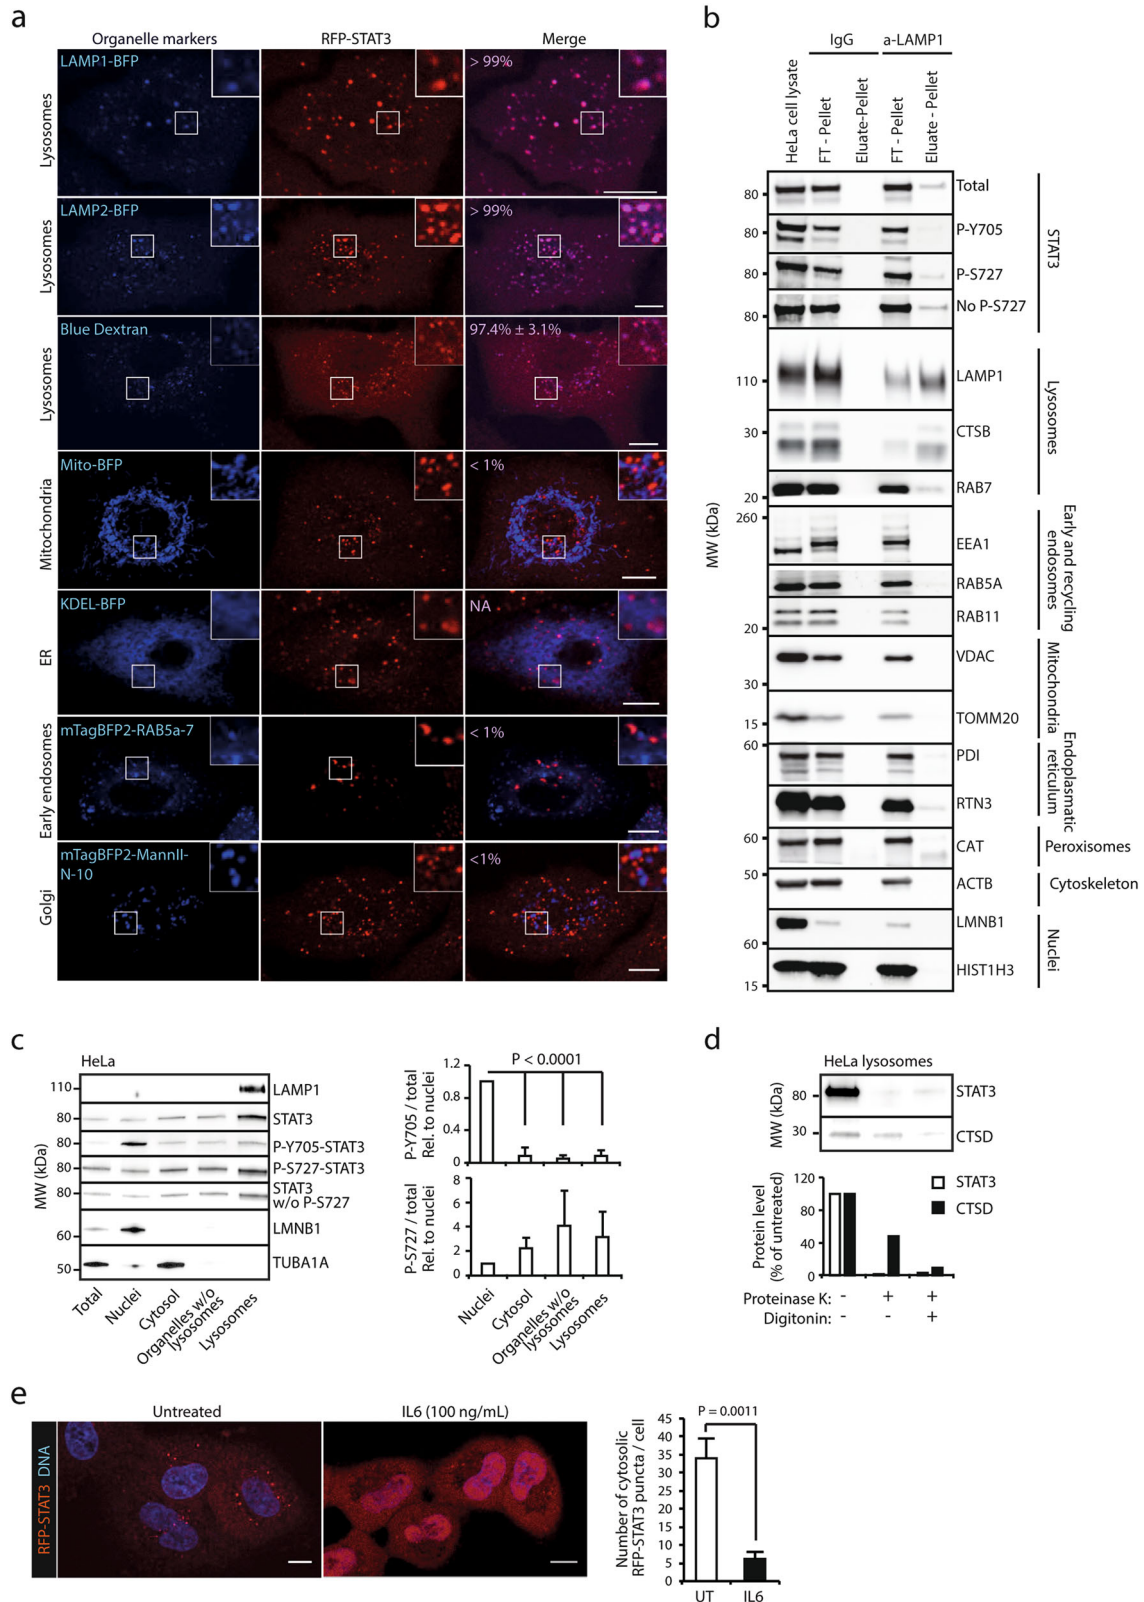 a
Organelle markers
RFP-STAT3
Merge
Lysosomes
LAMP1-BFP
> 99%
Lysosomes
LAMP2-BFP
> 99%
Lysosomes
Blue Dextran
97.4% ± 3.1%
Mitochondria
Mito-BFP
< 1%
ER
KDEL-BFP
NA
Early endosomes
mTagBFP2-RAB5a-7
< 1%
Golgi
mTagBFP2-MannII-
N-10
<1%
b
IgG
a-LAMP1
HeLa cell lysate
FT - Pellet
Eluate-Pellet
FT - Pellet
Eluate - Pellet
MW (kDa)
80
Total
80
P-Y705
80
P-S727
80
No P-S727
STAT3
110
LAMP1
30
CTSB
20
RAB7
Lysosomes
260
EEA1
RAB5A
20
RAB11
Early and recycling
endosomes
VDAC
30
15
TOMM20
Mitochondria
60
PDI
RTN3
Endoplasmatic
reticulum
60
CAT
Peroxisomes
50
ACTB
Cytoskeleton
60
LMNB1
15
HIST1H3
Nuclei
c
HeLa
MW (kDa)
110
LAMP1
80
STAT3
80
P-Y705-STAT3
80
P-S727-STAT3
80
STAT3
w/o P-S727
60
LMNB1
50
TUBA1A
Total
Nuclei
Cytosol
Organelles w/o
lysosomes
Lysosomes
P < 0.0001
P-Y705 / total
Rel. to nuclei
1.2
0.8
0.4
0
P-S727 / total
Rel. to nuclei
8
6
4
2
0
Nuclei
Cytosol
Organelles w/o
lysosomes
Lysosomes
d
HeLa lysosomes
MW (kDa)
80
STAT3
30
CTSD
Protein level
(% of untreated)
120
80
40
0
STAT3
CTSD
Proteinase K: - + +
Digitonin: - - +
e
Untreated
IL6 (100 ng/mL)
RFP-STAT3 DNA
P = 0.0011
Number of cytosolic
RFP-STAT3 puncta / cell
45
40
35
30
25
20
15
10
5
0
UT
IL6